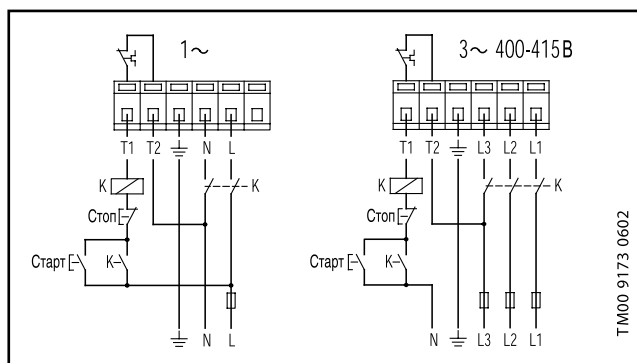 1~ 3~ 400-415В
T1 T2 N L T1 T2 L3 L2 L1
K K K K
Стоп Стоп
Старт K Старт K
N L N L3 L2 L1
TM00 9173 0602